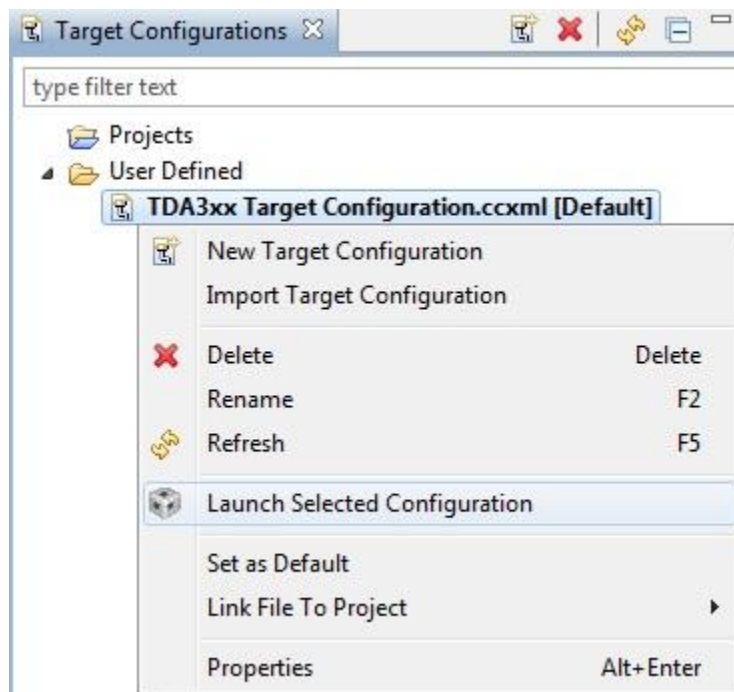 Target Configurations
type filter text
Projects
User Defined
TDA3xx Target Configuration.ccxml [Default]
New Target Configuration
Import Target Configuration
Delete Delete
Rename F2
Refresh F5
Launch Selected Configuration
Set as Default
Link File To Project
Properties Alt+Enter